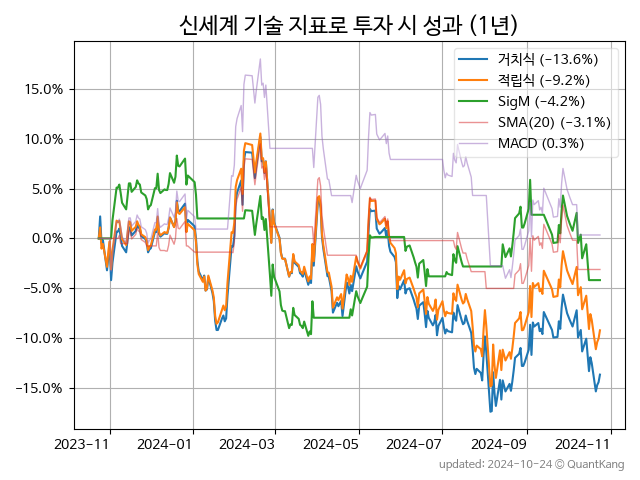 신세계 기술 지표로 투자 시 성과 (1년)
거치식 (−13.6%)
적립식 (−9.2%)
SigM (−4.2%)
SMA(20) (−3.1%)
MACD (0.3%)
15.0%
10.0%
5.0%
0.0%
−5.0%
−10.0%
−15.0%
2023−11 2024−01 2024−03 2024−05 2024−07 2024−09 2024−11
updated: 2024-10-24 © QuantKang